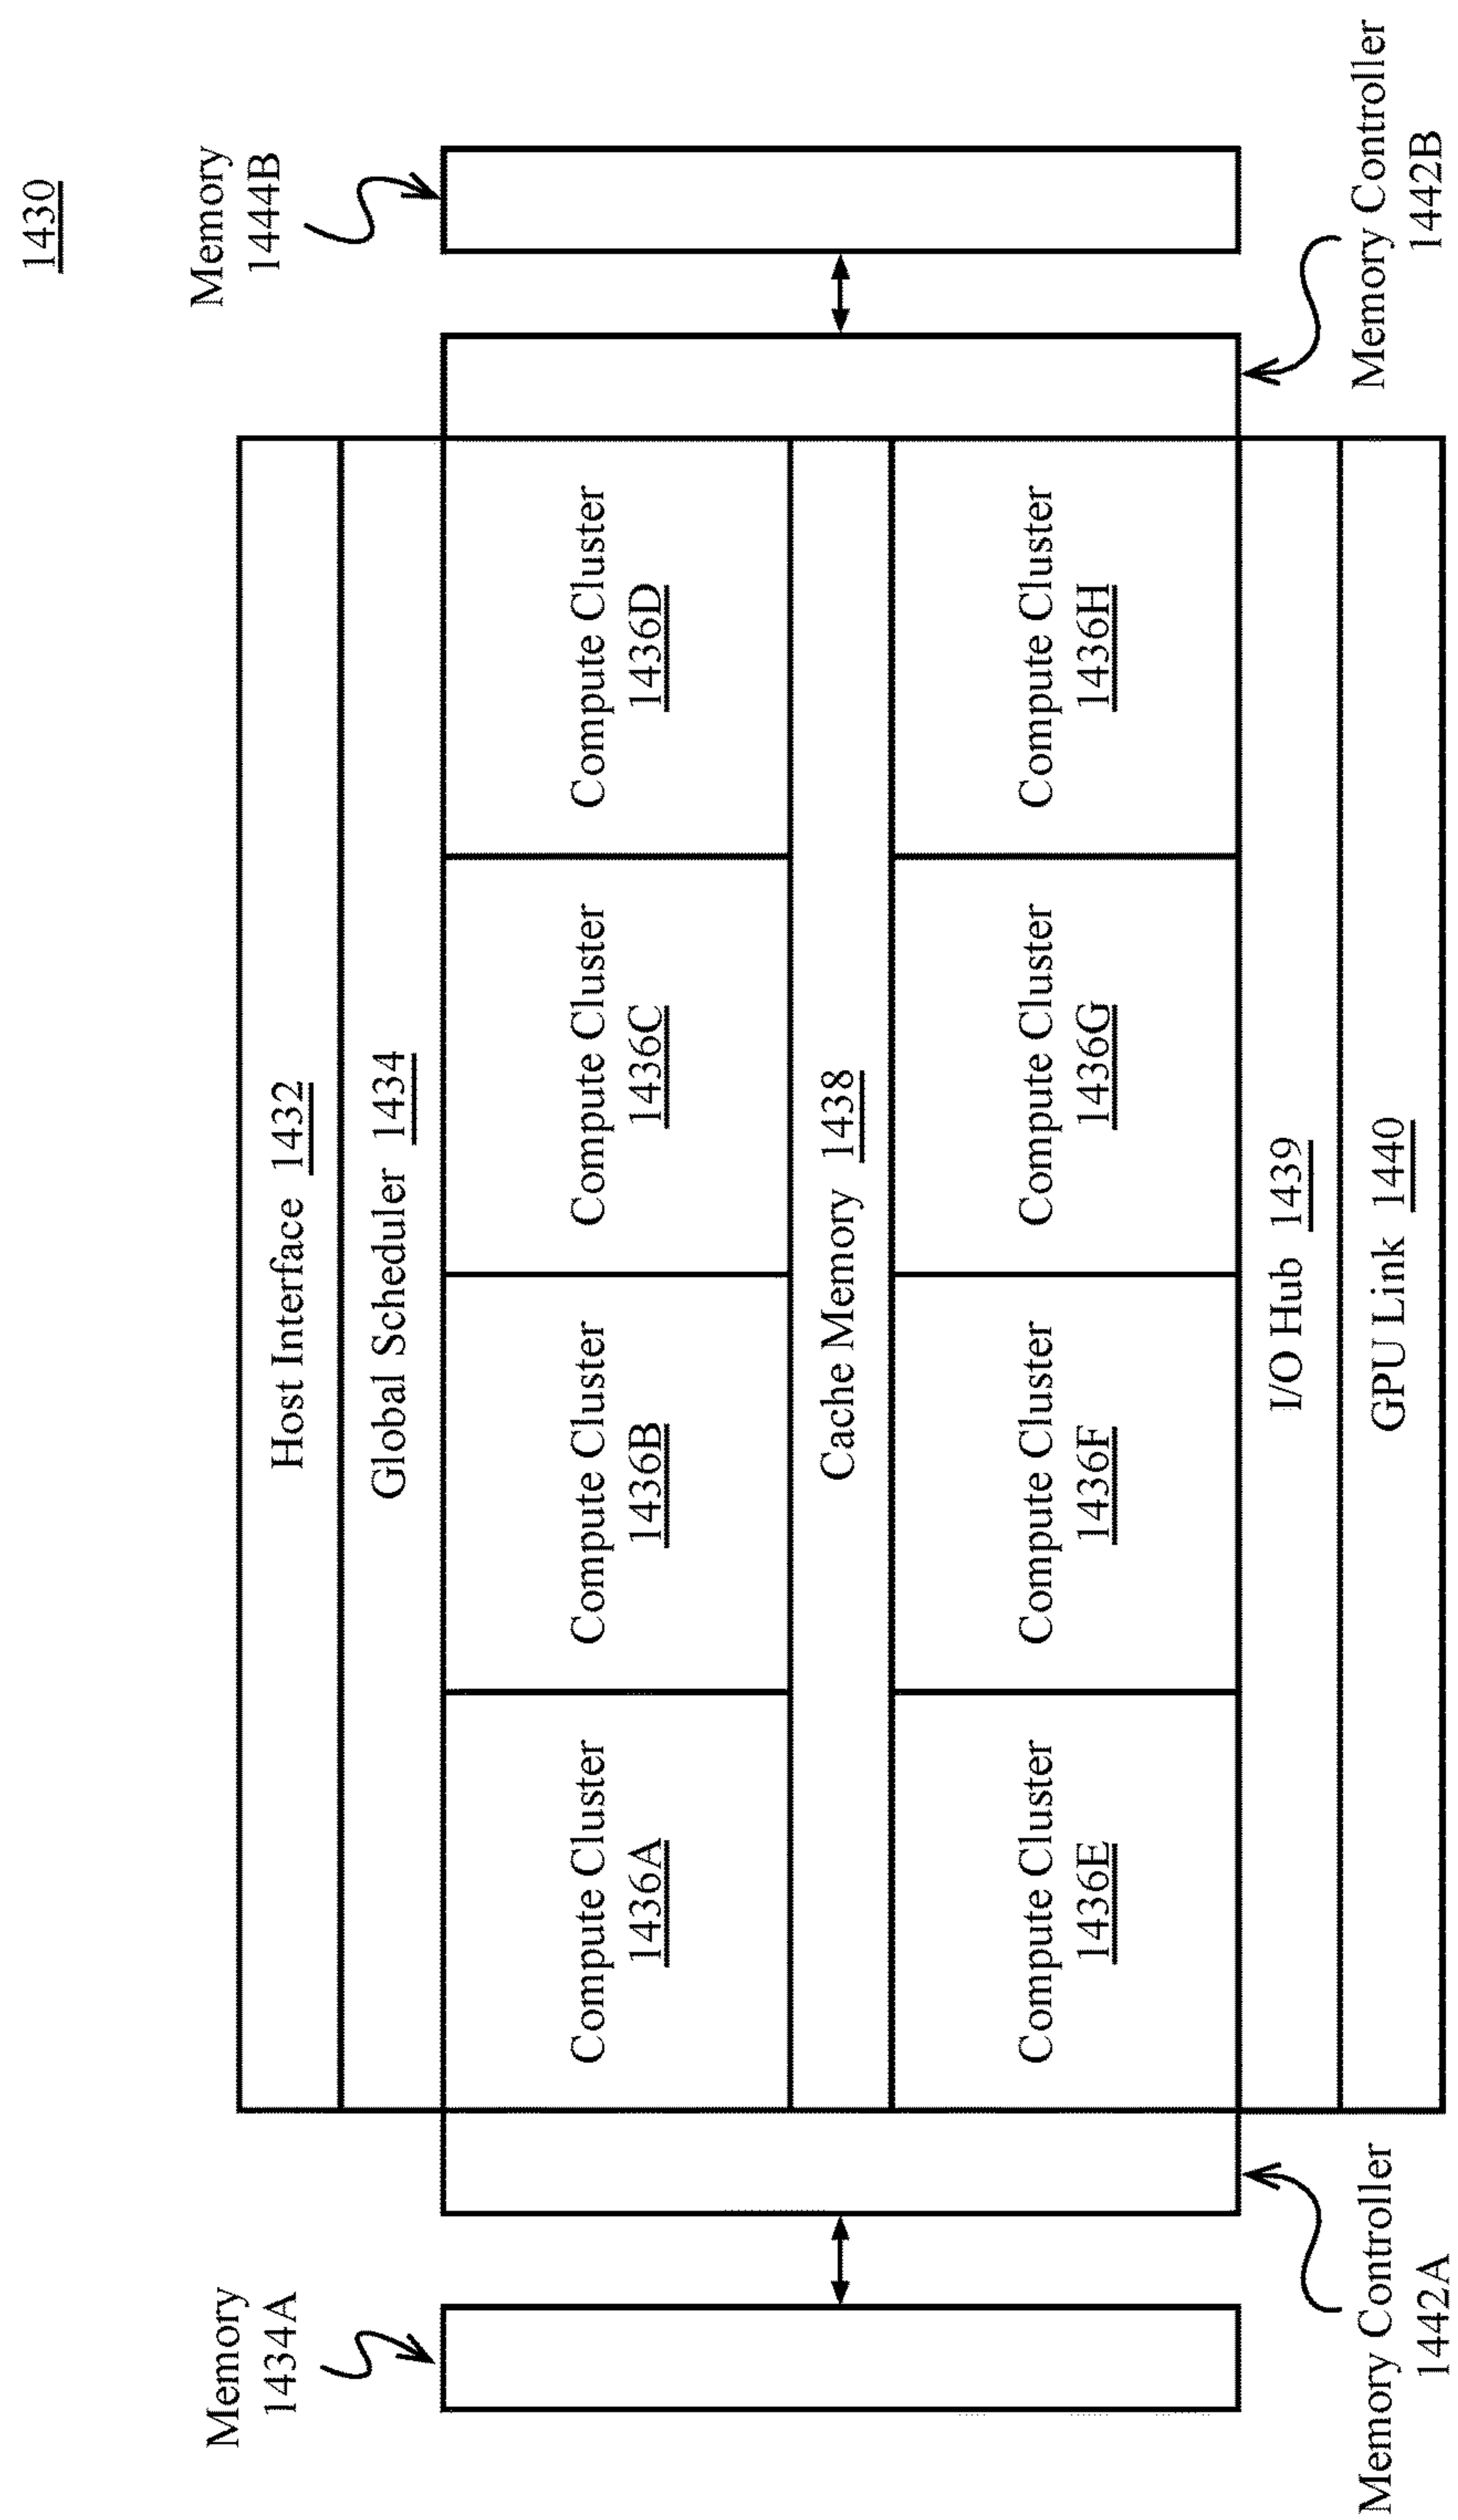 1430
Host Interface 1432
Global Scheduler 1434
Memory
1434A
Memory
1444B
Compute Cluster
1436A
Compute Cluster
1436B
Compute Cluster
1436C
Compute Cluster
1436D
Cache Memory 1438
Compute Cluster
1436E
Compute Cluster
1436F
Compute Cluster
1436G
Compute Cluster
1436H
I/O Hub 1439
GPU Link 1440
Memory Controller
1442A
Memory Controller
1442B